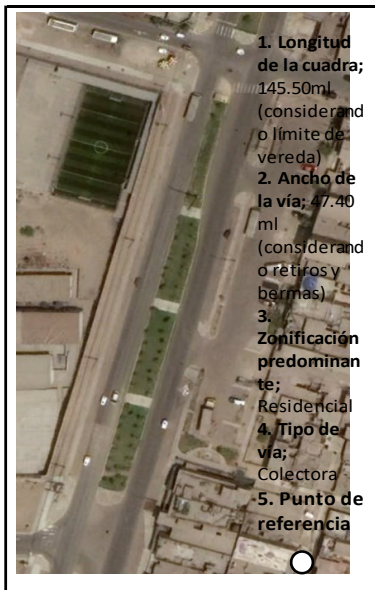 1. Longitud
de la cuadra;
145.50ml
(considerand
o límite de
vereda)
2. Ancho de
la vía; 47.40
ml
(considerand
o retiros y
bermas)
3.
Zonificación
predominan
te;
Residencial
4. Tipo de
vía;
Colectora
5. Punto de
referencia